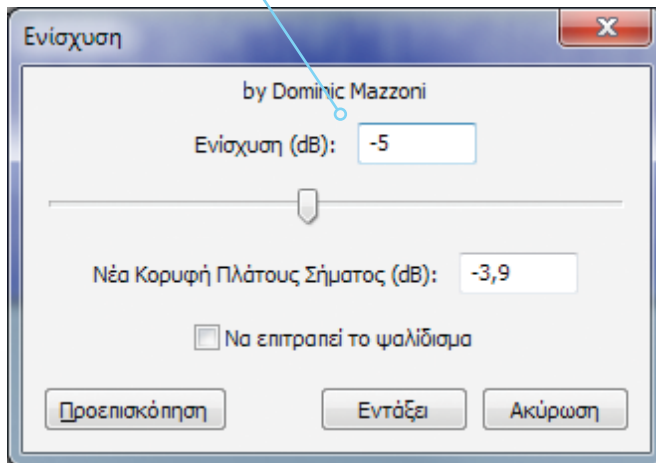 Ενίσχυση
by Dominic Mazzoni
Ενίσχυση (dB): -5
Νέα Κορυφή Πλάτους Σήματος (dB): -3,9
Να επιτραπεί το ψαλίδισμα
Προεπισκόπηση Εντάξει Ακύρωση